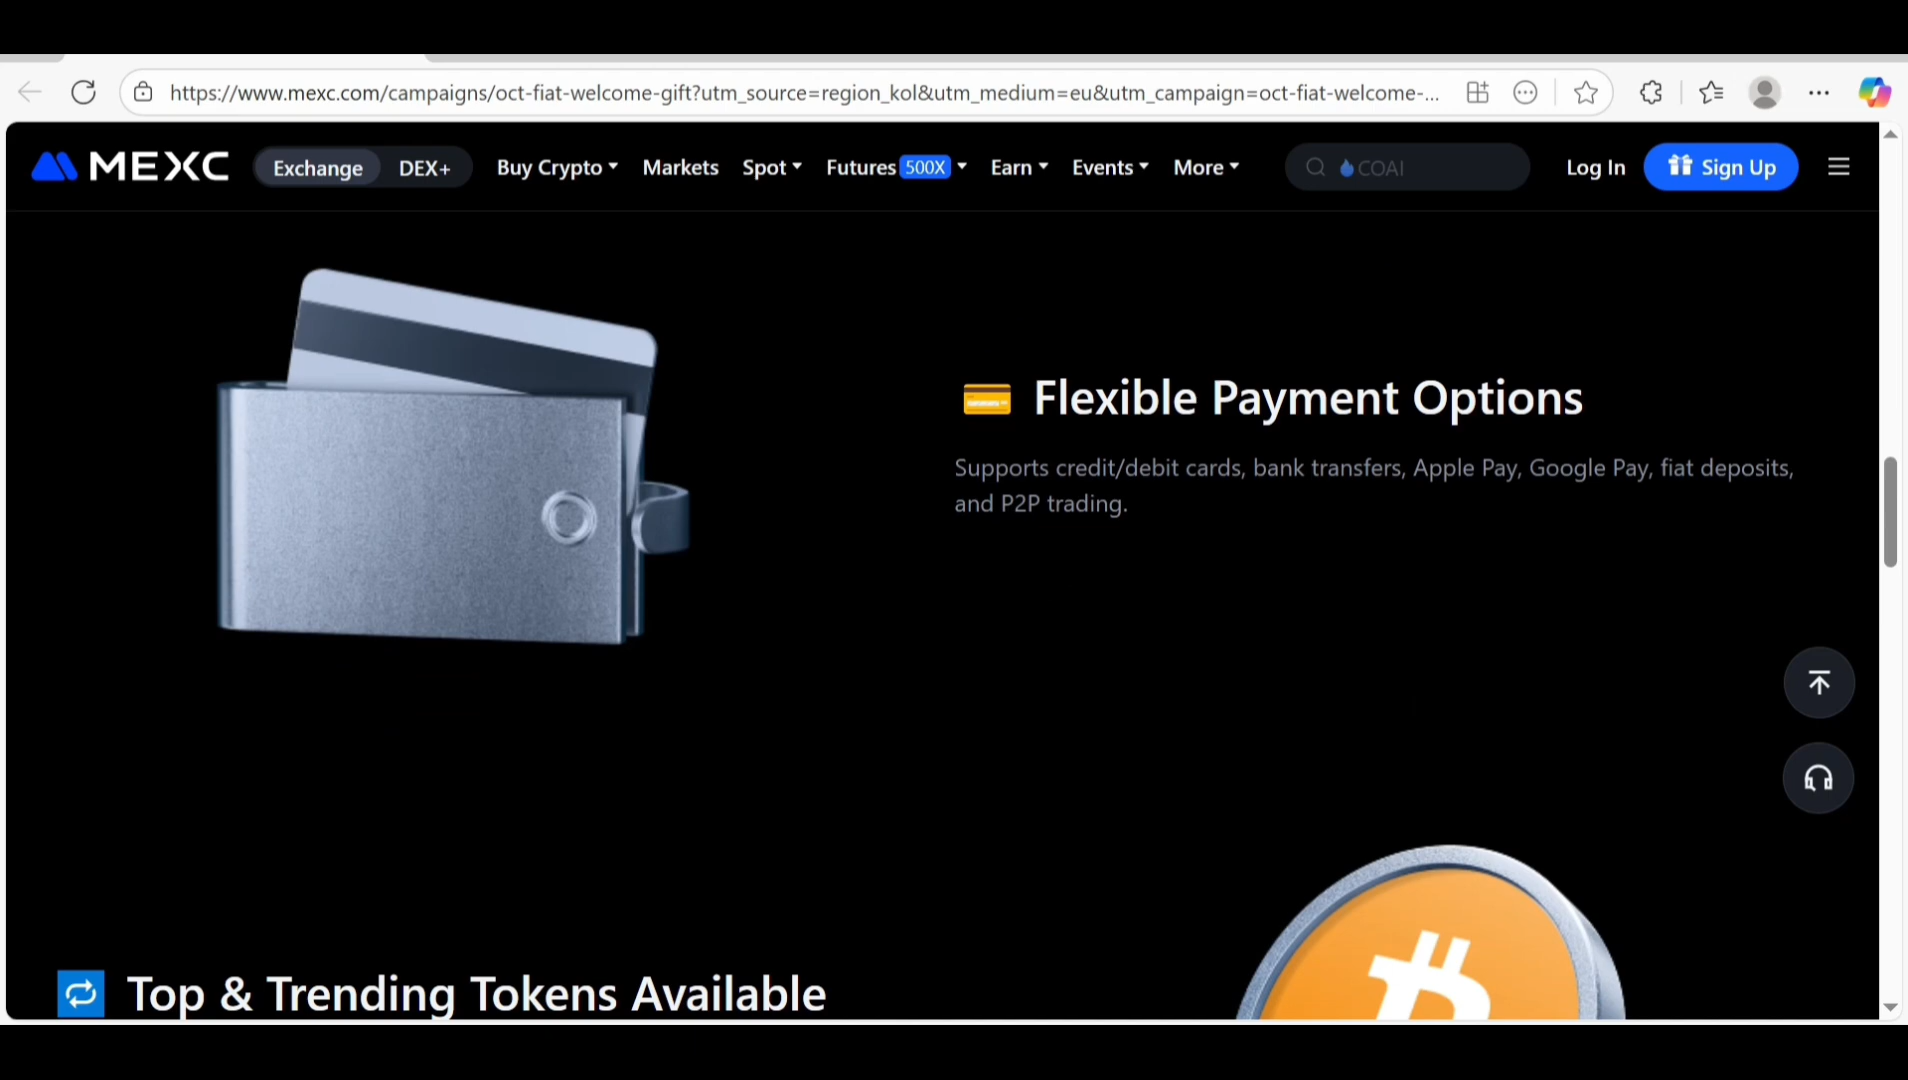 https://www.mexc.com/campaigns/oct-fiat-welcome-gift?utm_source=region_kol&utm_medium=eu&utm_campaign=oct-fiat-welcome-...
MEXC Exchange DEX+ Buy Crypto Markets Spot Futures 500X Earn Events More COAI Log In Sign Up
Flexible Payment Options
Supports credit/debit cards, bank transfers, Apple Pay, Google Pay, fiat deposits,
and P2P trading.
Top & Trending Tokens Available